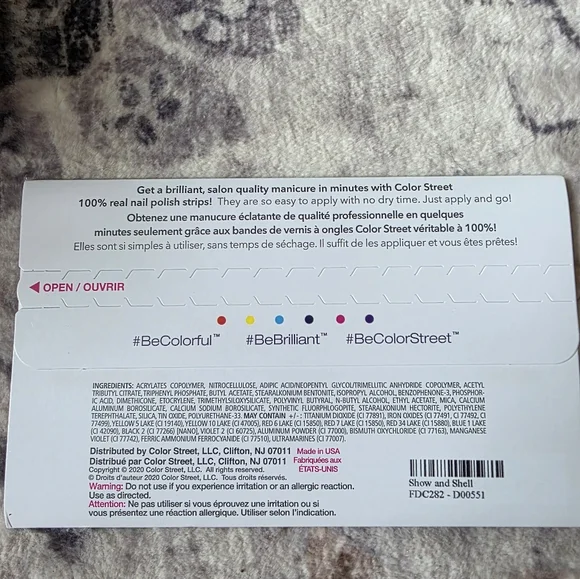 Get a brilliant, salon quality manicure in minutes with Color Street
100% real nail polish strips! They are so easy to apply with no dry time. Just apply and go!
Obtenez une manucure éclatante de qualité professionnelle en quelques
minutes seulement grâce aux bandes de vernis à ongles Color Street véritable à 100%!
Elles sont si simples à utiliser, sans temps de séchage. Il suffit de les appliquer et vous êtes prêtes!
OPEN / OUVRIR
#BeColorful™ #BeBrilliant™ #BeColorStreet™
INGREDIENTS: ACRYLATES COPOLYMER, NITROCELLULOSE, ADIPIC ACID/NEOPENTYL GLYCOL/TRIMELLITIC ANHYDRIDE COPOLYMER, ACETYL
TRIBUTYL CITRATE, TRIPHENYL PHOSPHATE, BUTYL ACETATE, STEARALKONIUM BENTONITE, ISOPROPYL ALCOHOL, BENZOPHENONE-3, PHOSPHOR-
IC ACID, DIMETHICONE, ETOCRYLENE, TRIMETHYLSILOXYSILICATE, POLYVINYL BUTYRAL, N-BUTYL ALCOHOL, ETHYL ACETATE, MICA, CALCIUM
ALUMINUM BOROSILICATE, CALCIUM SODIUM BOROSILICATE, SYNTHETIC FLUORPHLOGOPITE, STEARALKONIUM HECTORITE, POLYETHYLENE
TEREPHTHALATE, SILICA, TIN OXIDE, POLYURETHANE-33. MAY CONTAIN +/- : TITANIUM DIOXIDE (CI 77891), IRON OXIDES (CI 77491, CI 77492, CI
77499), YELLOW 5 LAKE (CI 19140), YELLOW 10 LAKE (CI 47005), RED 6 LAKE (CI 15850), RED 7 LAKE (CI 15850), RED 34 LAKE (CI 15880), BLUE 1 LAKE
(CI 42090), BLACK 2 (CI 77266) [NANO], VIOLET 2 (CI 60725), ALUMINUM POWDER (CI 77000), BISMUTH OXYCHLORIDE (CI 77163), MANGANESE
VIOLET (CI 77742), FERRIC AMMONIUM FERROCYANIDE (CI 77510), ULTRAMARINES (CI 77007).
Distributed by Color Street, LLC, Clifton, NJ 07011 Made in USA
Distribué par Color Street, LLC, Clifton, NJ 07011 Fabriquées aux
Copyright © 2020 Color Street, LLC. All rights reserved. ÉTATS-UNIS
© Droits d'auteur 2020 Color Street, LLC. Tous droits réservés.
Warning: Do not use if you experience irritation or an allergic reaction.
Use as directed.
Attention: Ne pas utiliser si vous éprouvez une irritation ou si
vous présentez une réaction allergique. Utiliser selon l'indication.
Show and Shell
FDC282 - D00551